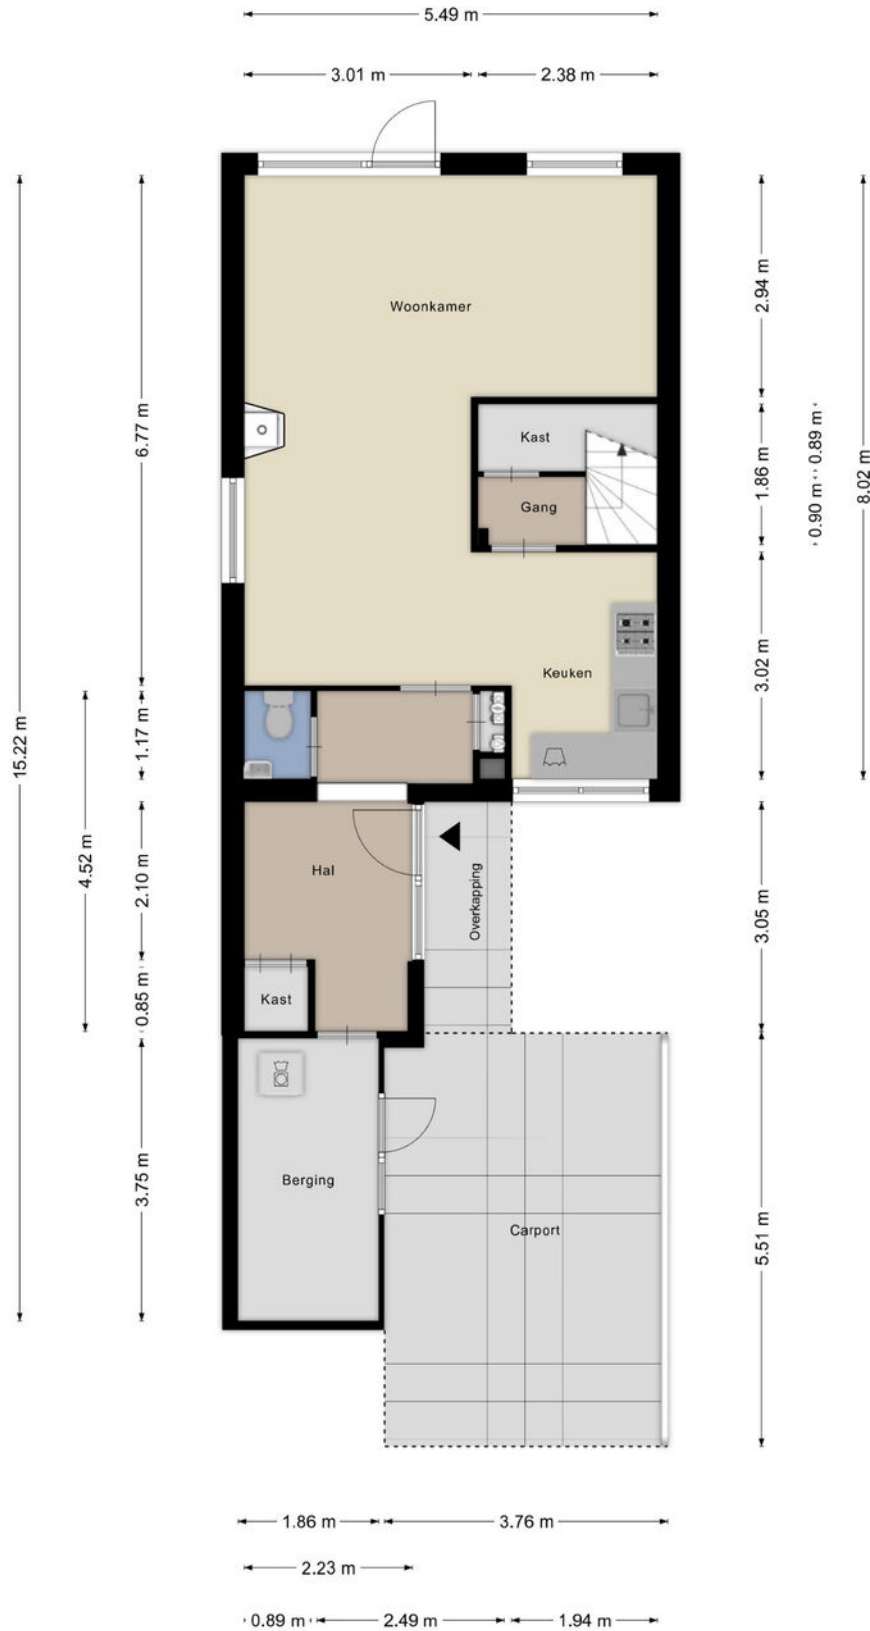 5.49 m
3.01 m
2.38 m
15.22 m
6.77 m
2.94 m
8.02 m
Woonkamer
1.86 m
0.90 m
0.89 m
Kast
Gang
Keuken
3.02 m
1.17 m
4.52 m
2.10 m
Hal
Overkapping
3.05 m
0.85 m
Kast
Berging
3.75 m
Carport
5.51 m
1.86 m
3.76 m
2.23 m
0.89 m
2.49 m
1.94 m